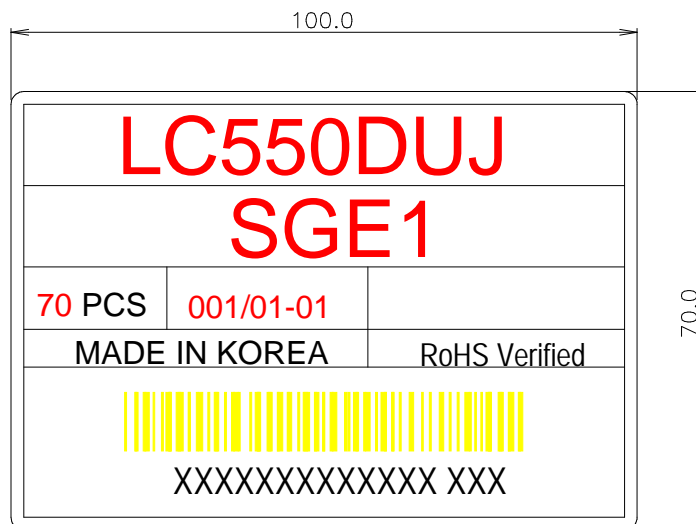 100.0
LC550DUJ
SGE1
70 PCS 001/01-01
70.0
MADE IN KOREA RoHS Verified
XXXXXXXXXXXXX XXX